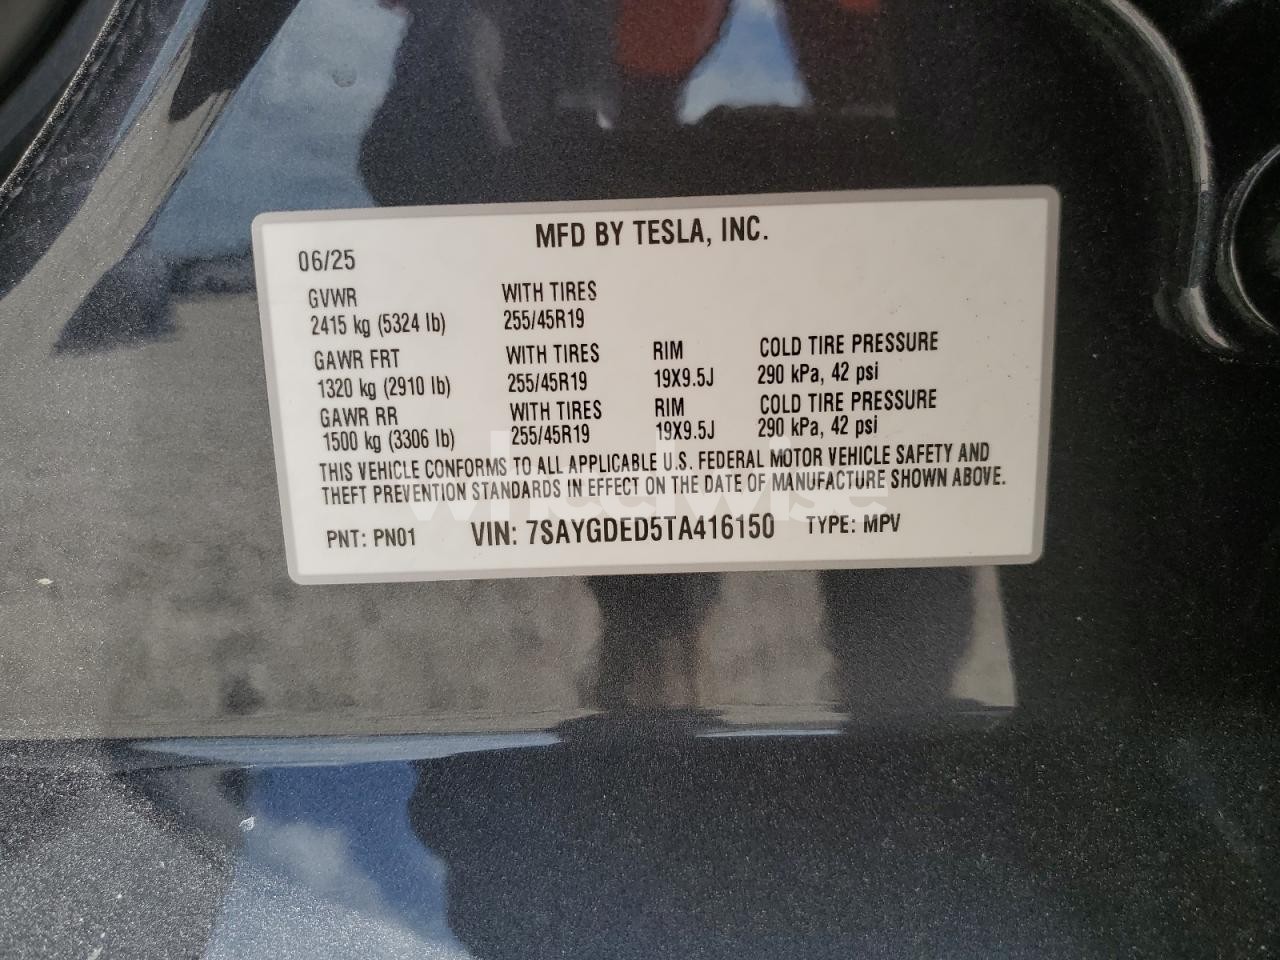 MFD BY TESLA, INC.
06/25
GVWR WITH TIRES
2415 kg (5324 lb) 255/45R19
GAWR FRT WITH TIRES RIM COLD TIRE PRESSURE
1320 kg (2910 lb) 255/45R19 19X9.5J 290 kPa, 42 psi
GAWR RR WITH TIRES RIM COLD TIRE PRESSURE
1500 kg (3306 lb) 255/45R19 19X9.5J 290 kPa, 42 psi
THIS VEHICLE CONFORMS TO ALL APPLICABLE U.S. FEDERAL MOTOR VEHICLE SAFETY AND
THEFT PREVENTION STANDARDS IN EFFECT ON THE DATE OF MANUFACTURE SHOWN ABOVE.
wheelwise
PNT: PN01 VIN: 7SAYGDED5TA416150 TYPE: MPV